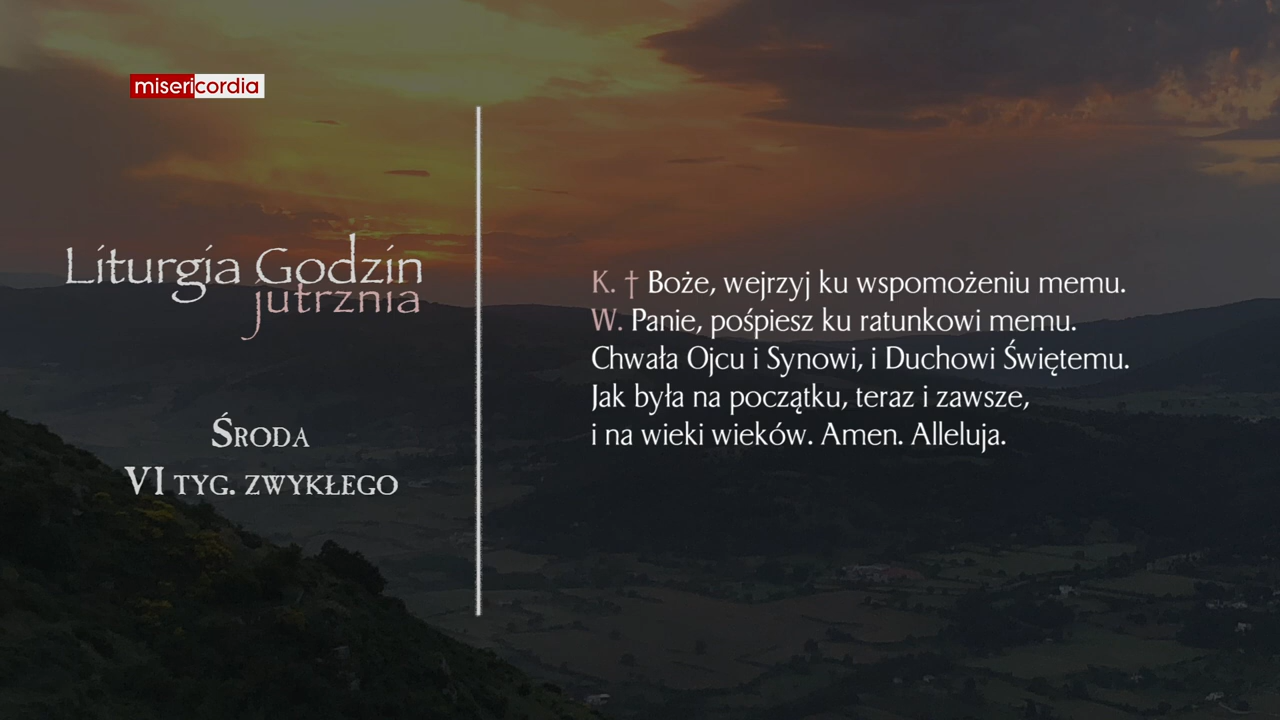 misericordia
Liturgia Godzin
jutrznia
Środa
VI tyg. zwykłego
K. † Boże, wejrzyj ku wspomożeniu memu.
W. Panie, pośpiesz ku ratunkowi memu.
Chwała Ojcu i Synowi, i Duchowi Świętemu.
Jak była na początku, teraz i zawsze,
i na wieki wieków. Amen. Alleluja.